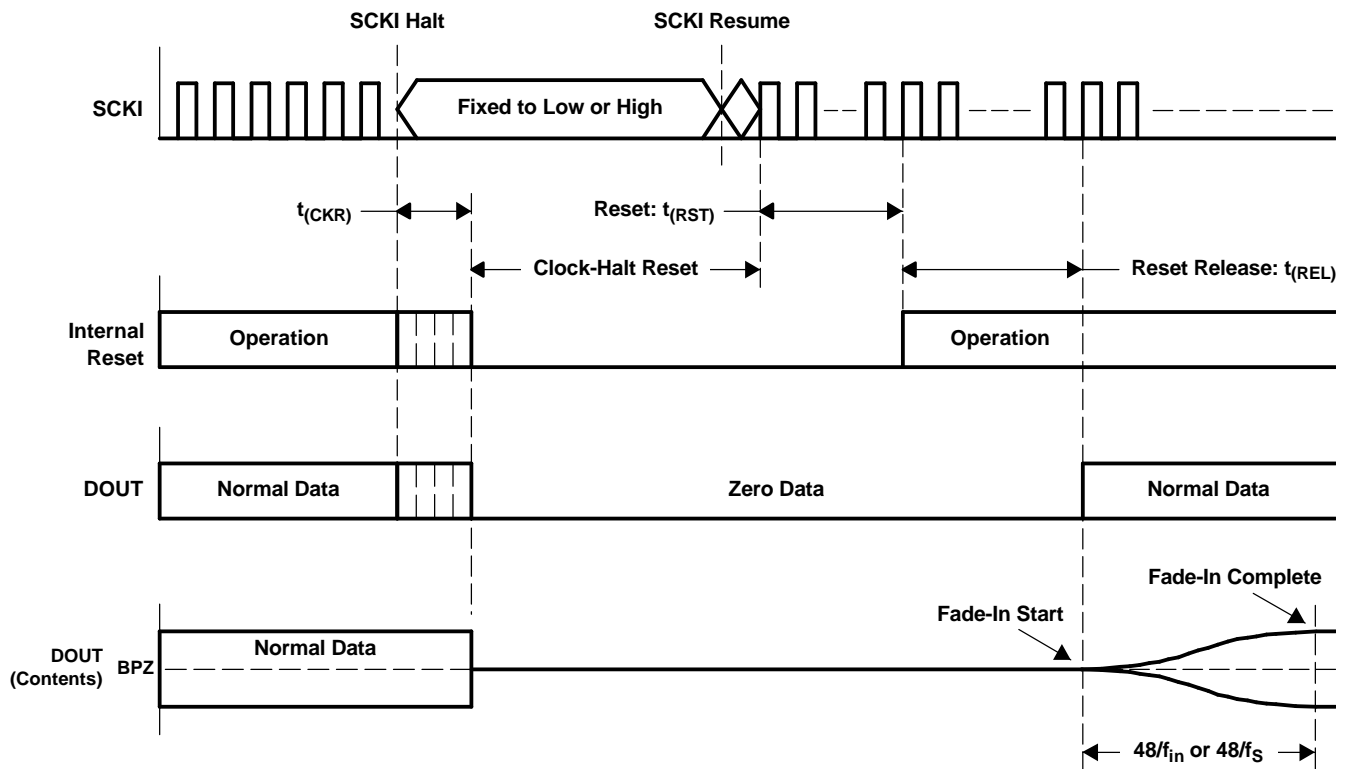 SCKI Halt
SCKI Resume
SCKI
Fixed to Low or High
t(CKR)
Reset: t(RST)
Clock-Halt Reset
Reset Release: t(REL)
Internal
Reset
Operation
Operation
DOUT
Normal Data
Zero Data
Normal Data
Fade-In Complete
Fade-In Start
DOUT
(Contents)
BPZ
Normal Data
48/fin or 48/fS